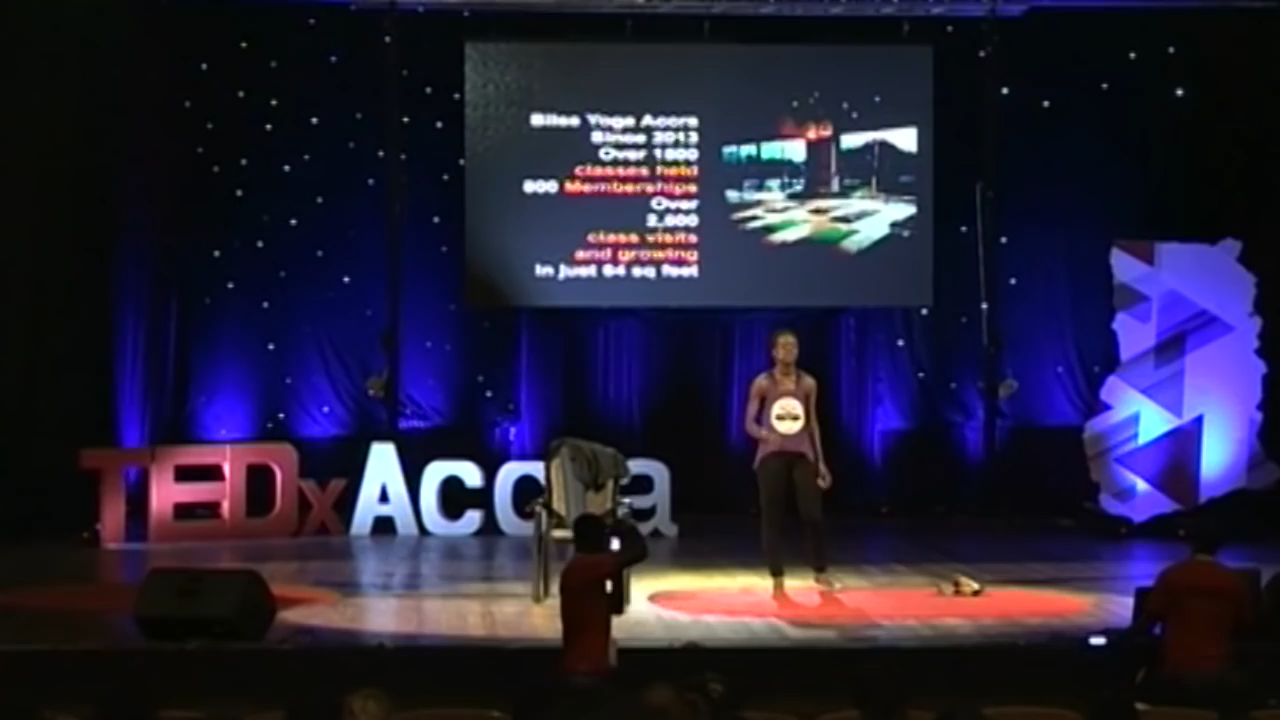 Bliss Yoga Accra
Since 2013
Over 1800
classes held
600 Memberships
Over
2,600
class visits
and growing
In just 64 sq feet
TEDxAccra